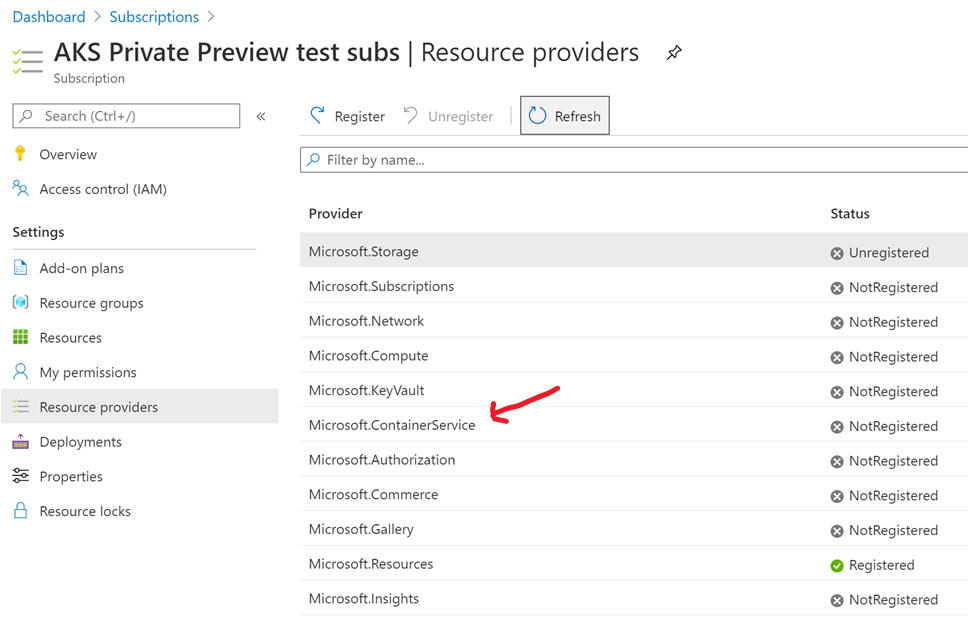 Dashboard > Subscriptions >
AKS Private Preview test subs | Resource providers
Subscription
Search (Ctrl+/)
«
Overview
Access control (IAM)
Settings
Add-on plans
Resource groups
Resources
My permissions
Resource providers
Deployments
Properties
Resource locks
Register Unregister Refresh
Filter by name...
Provider Status
Microsoft.Storage Unregistered
Microsoft.Subscriptions NotRegistered
Microsoft.Network NotRegistered
Microsoft.Compute NotRegistered
Microsoft.KeyVault NotRegistered
Microsoft.ContainerService NotRegistered
Microsoft.Authorization NotRegistered
Microsoft.Commerce NotRegistered
Microsoft.Gallery NotRegistered
Microsoft.Resources Registered
Microsoft.Insights NotRegistered